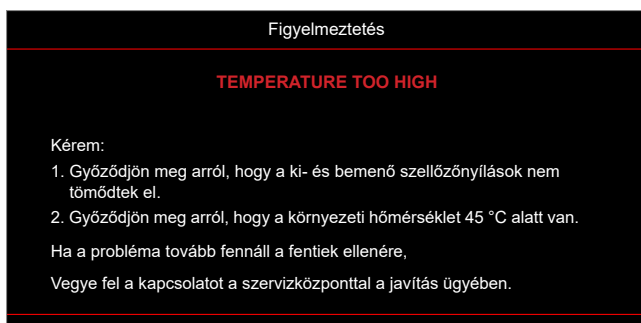 Figyelmeztetés
TEMPERATURE TOO HIGH
Kérem:
1. Győződjön meg arról, hogy a ki- és bemenő szellőzőnyílások nem
tömődtek el.
2. Győződjön meg arról, hogy a környezeti hőmérséklet 45 °C alatt van.
Ha a probléma tovább fennáll a fentiek ellenére,
Vegye fel a kapcsolatot a szervizközponttal a javítás ügyében.